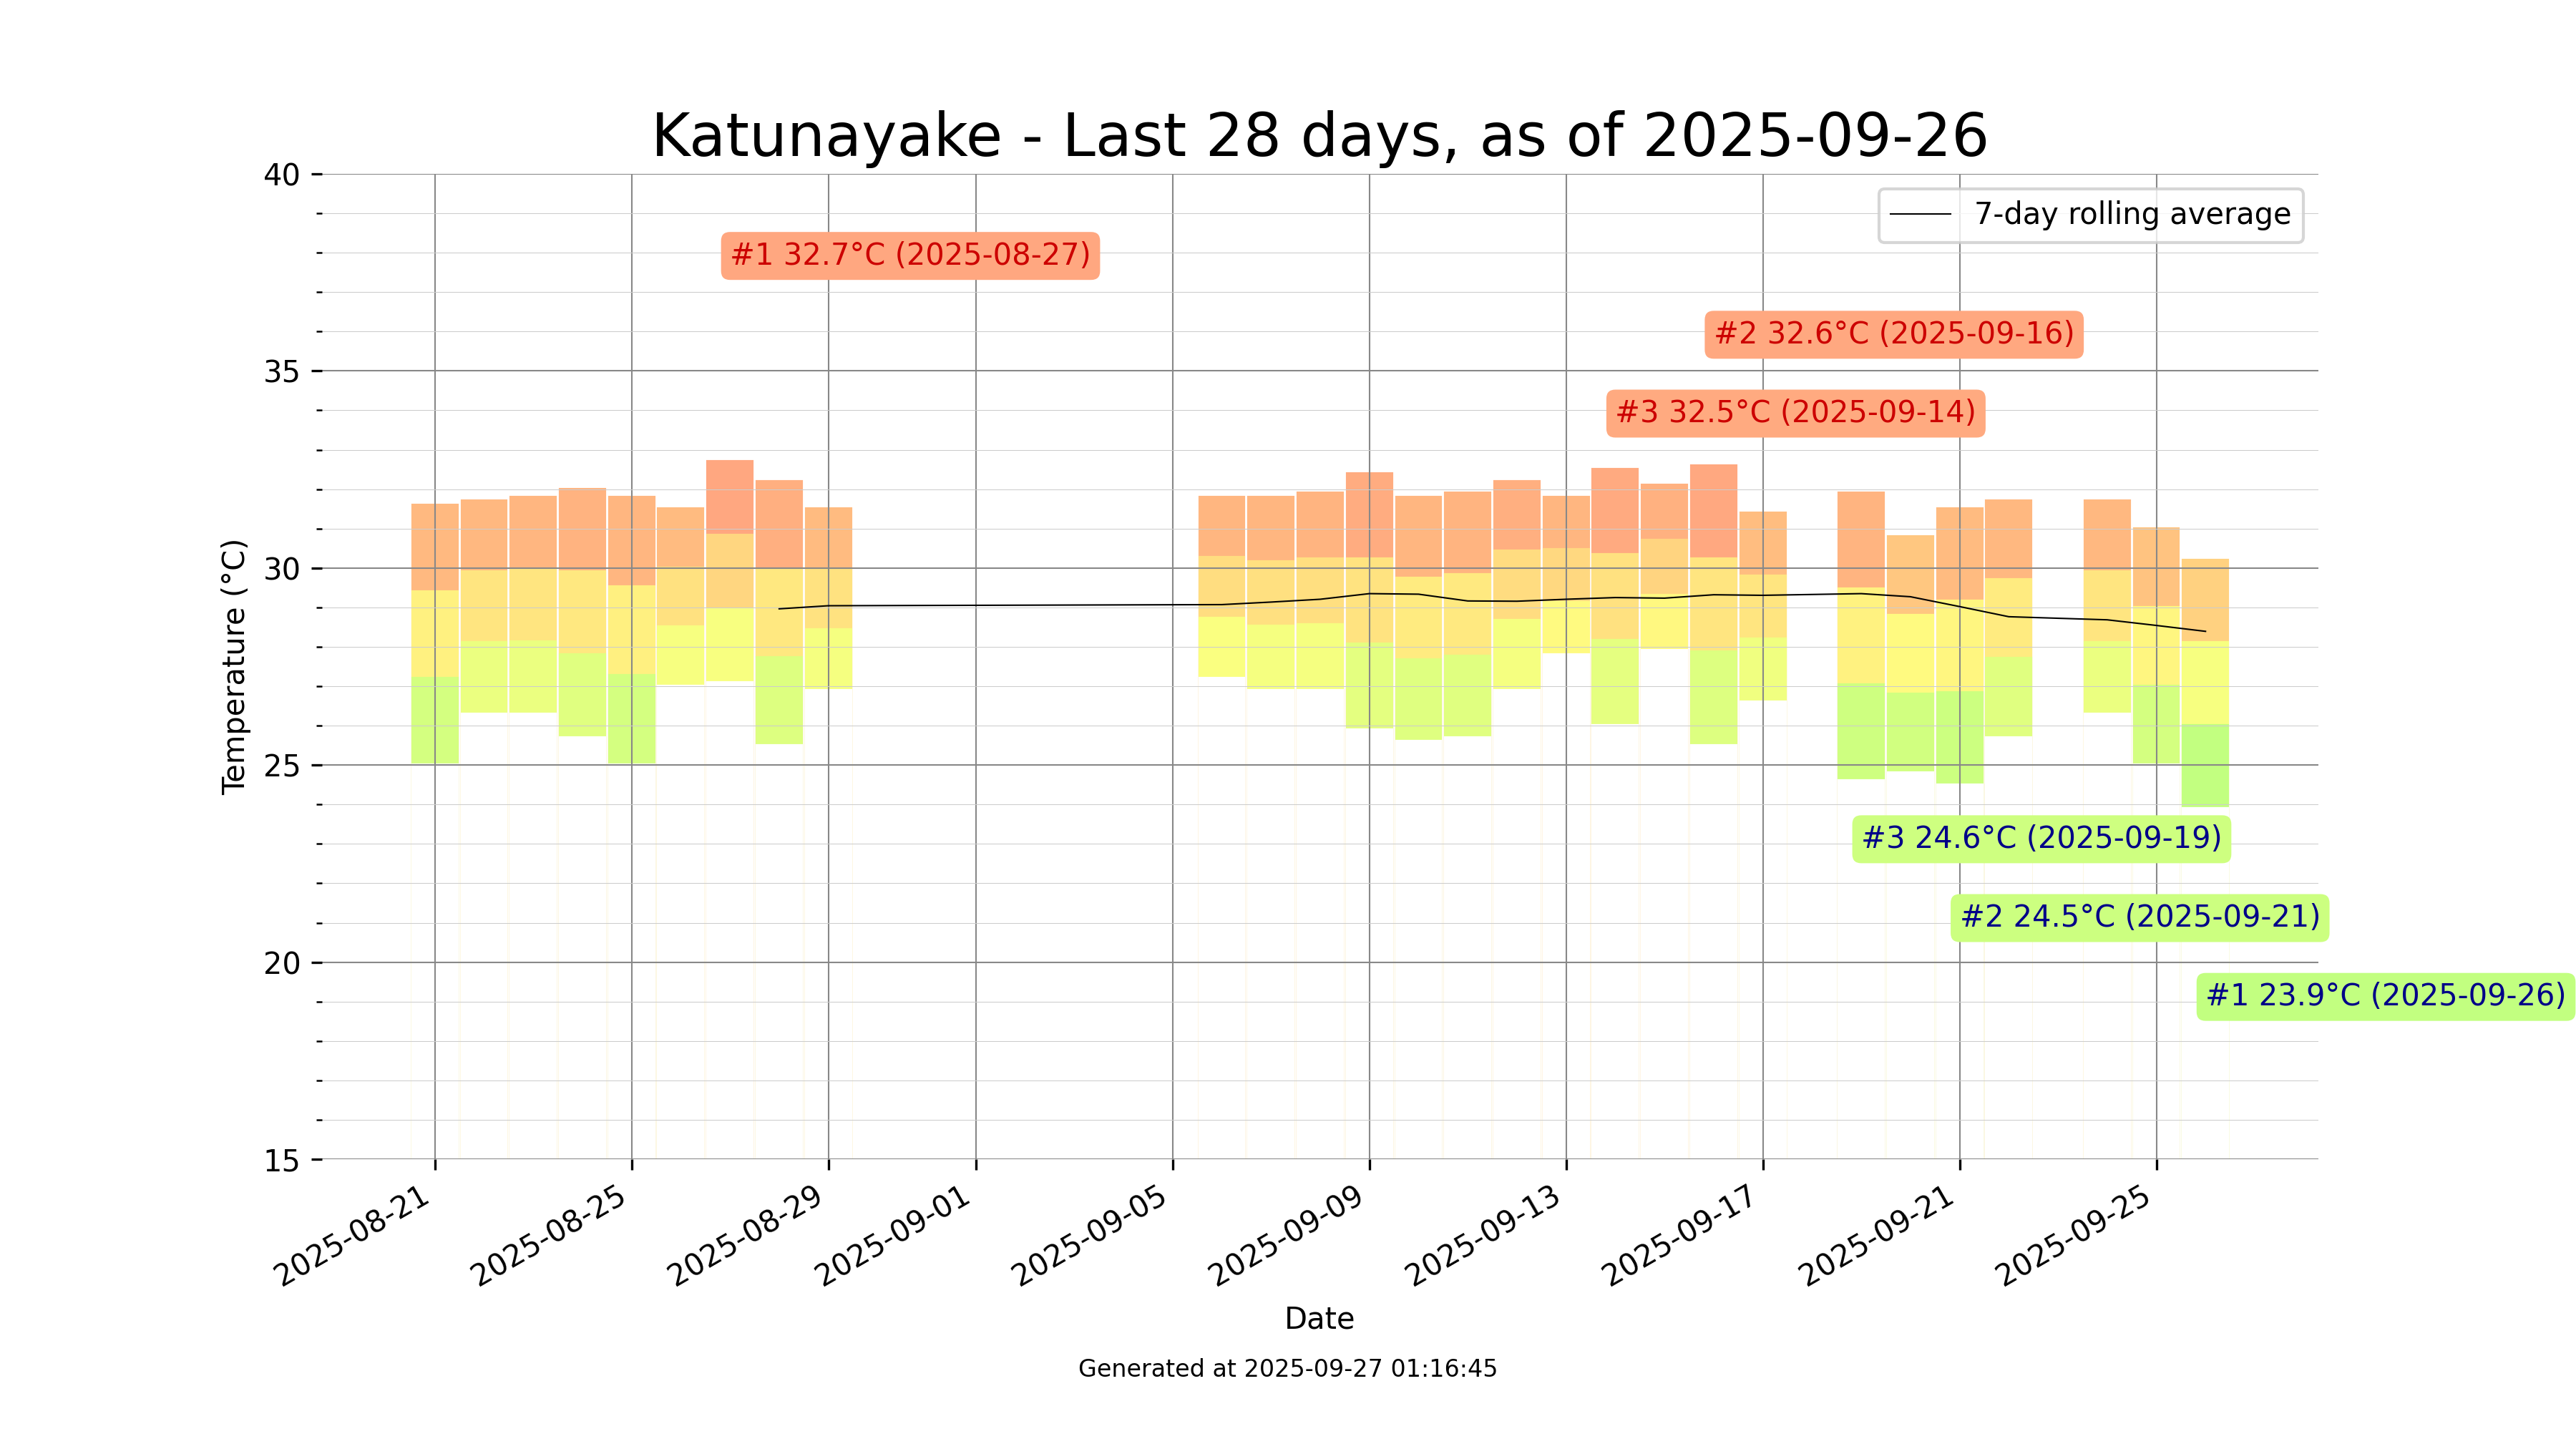 Katunayake - Last 28 days, as of 2025-09-26
7-day rolling average
#1 32.7°C (2025-08-27)
#2 32.6°C (2025-09-16)
#3 32.5°C (2025-09-14)
#3 24.6°C (2025-09-19)
#2 24.5°C (2025-09-21)
#1 23.9°C (2025-09-26)
Temperature (°C)
40
35
30
25
20
15
2025-08-21
2025-08-25
2025-08-29
2025-09-01
2025-09-05
2025-09-09
2025-09-13
2025-09-17
2025-09-21
2025-09-25
Date
Generated at 2025-09-27 01:16:45